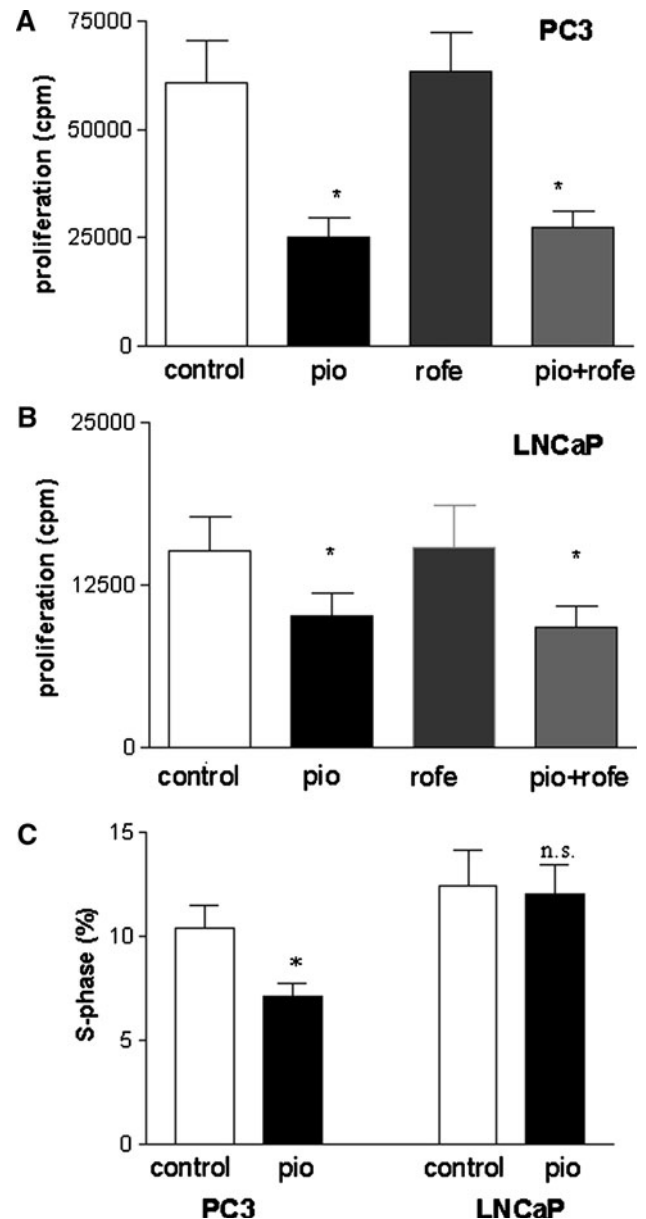 A
PC3
proliferation (cpm)
75000
50000
25000
0
*
*
control pio rofe pio+rofe
B
LNCaP
proliferation (cpm)
25000
12500
0
*
*
control pio rofe pio+rofe
C
S-phase (%)
15
10
5
0
*
n.s.
control pio control pio
PC3 LNCaP